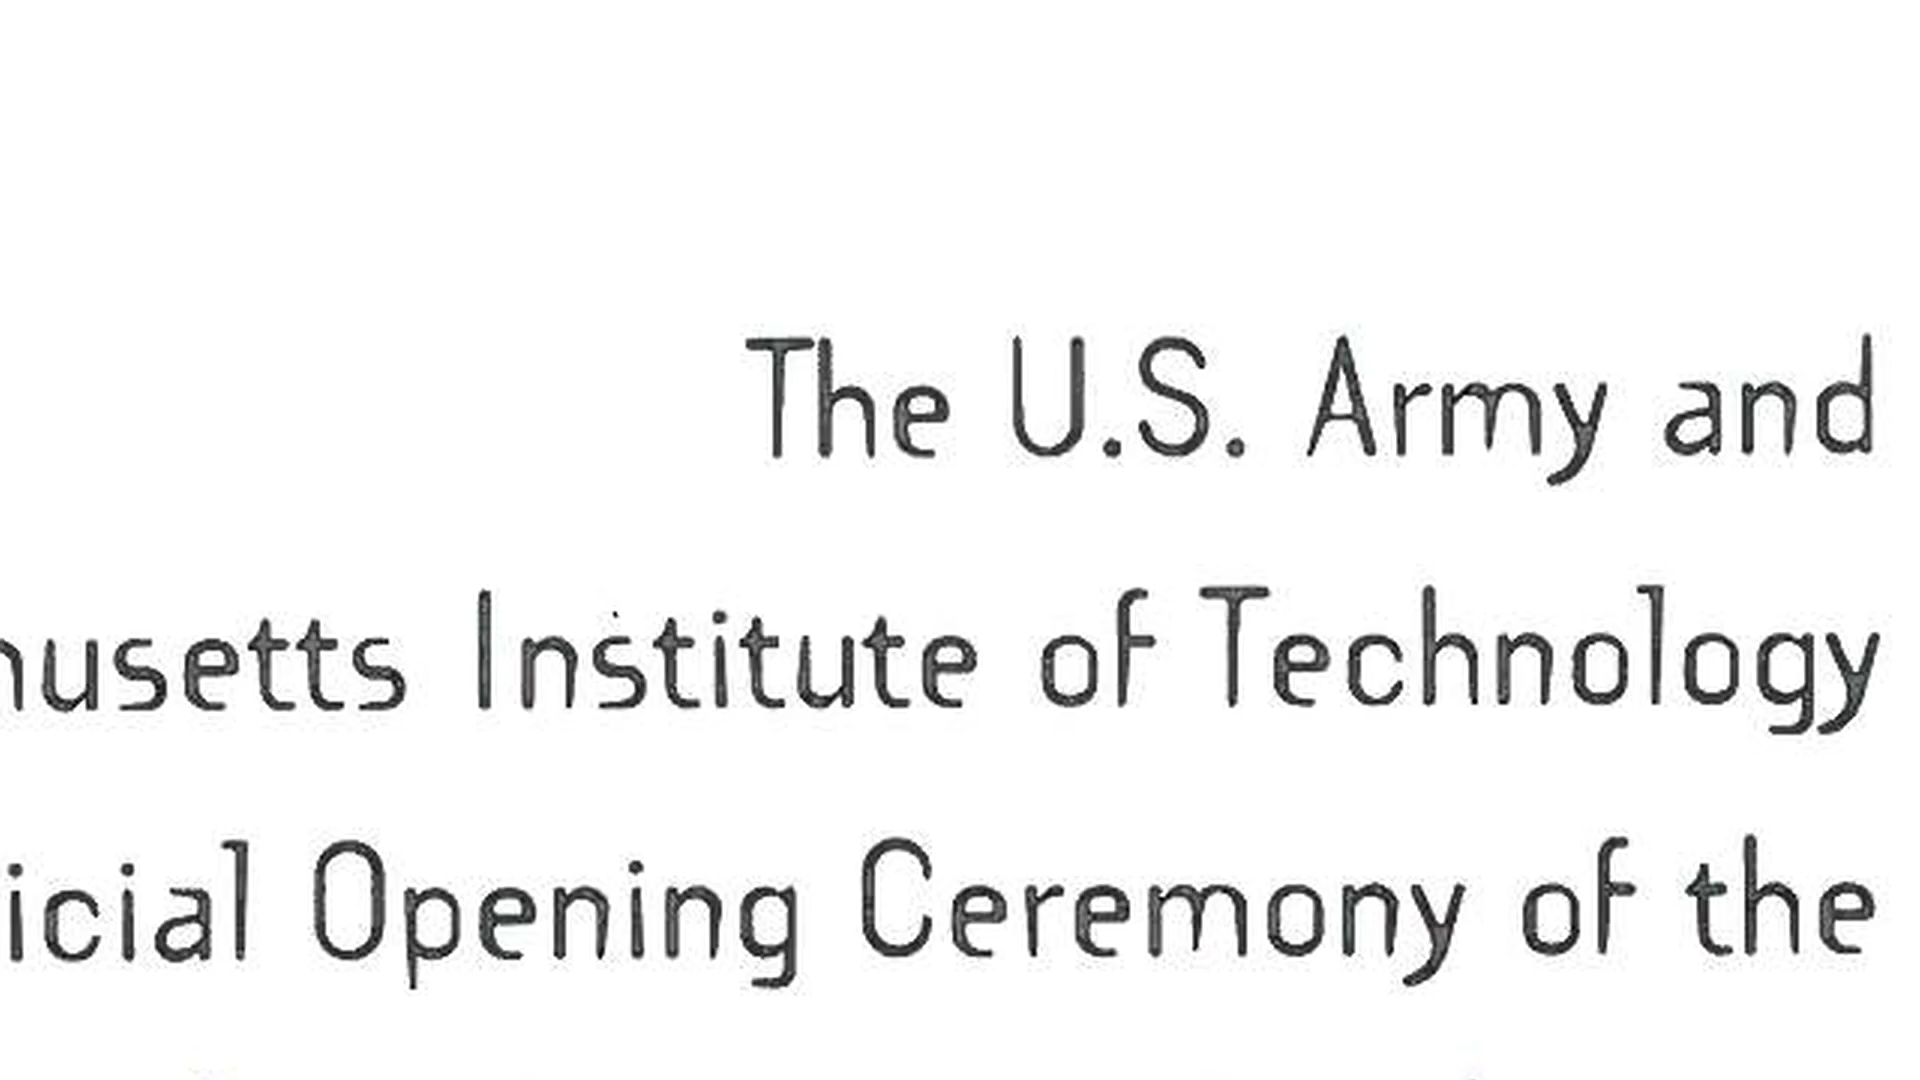 The U.S. Army and
husetts Institute of Technology
icial Opening Ceremony of the